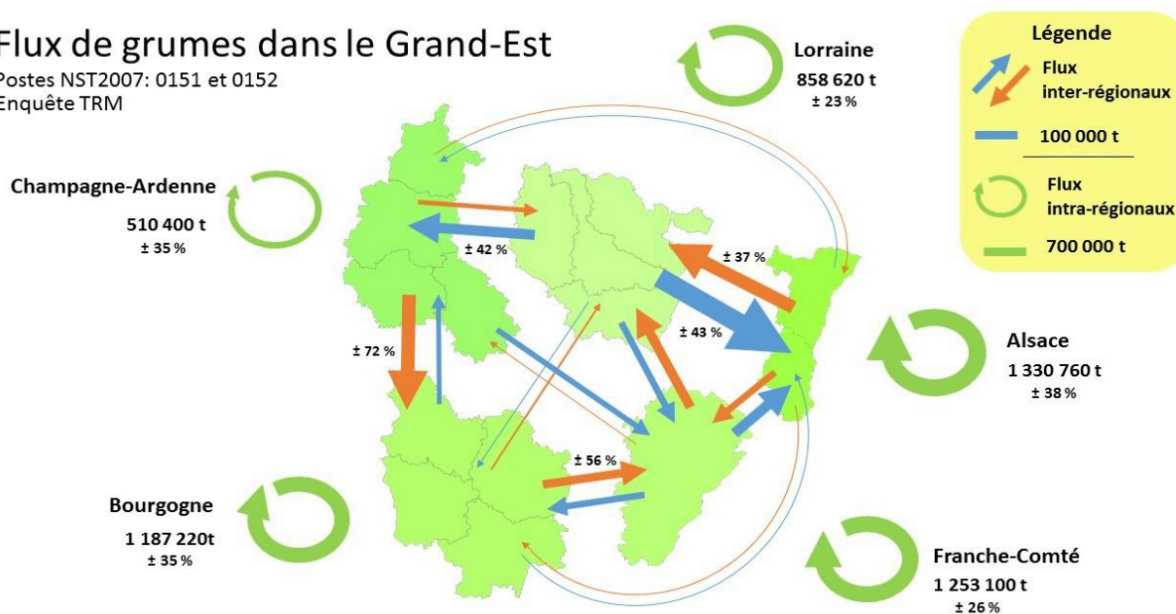 Flux de grumes dans le Grand-Est
Postes NST2007: 0151 et 0152
Enquête TRM
Lorraine
858 620 t
± 23 %
Légende
Flux
inter-régionaux
100 000 t
Flux
intra-régionaux
700 000 t
Champagne-Ardenne
510 400 t
± 35 %
± 42 %
± 37 %
± 43 %
± 72 %
Alsace
1 330 760 t
± 38 %
± 56 %
Bourgogne
1 187 220t
± 35 %
Franche-Comté
1 253 100 t
± 26 %